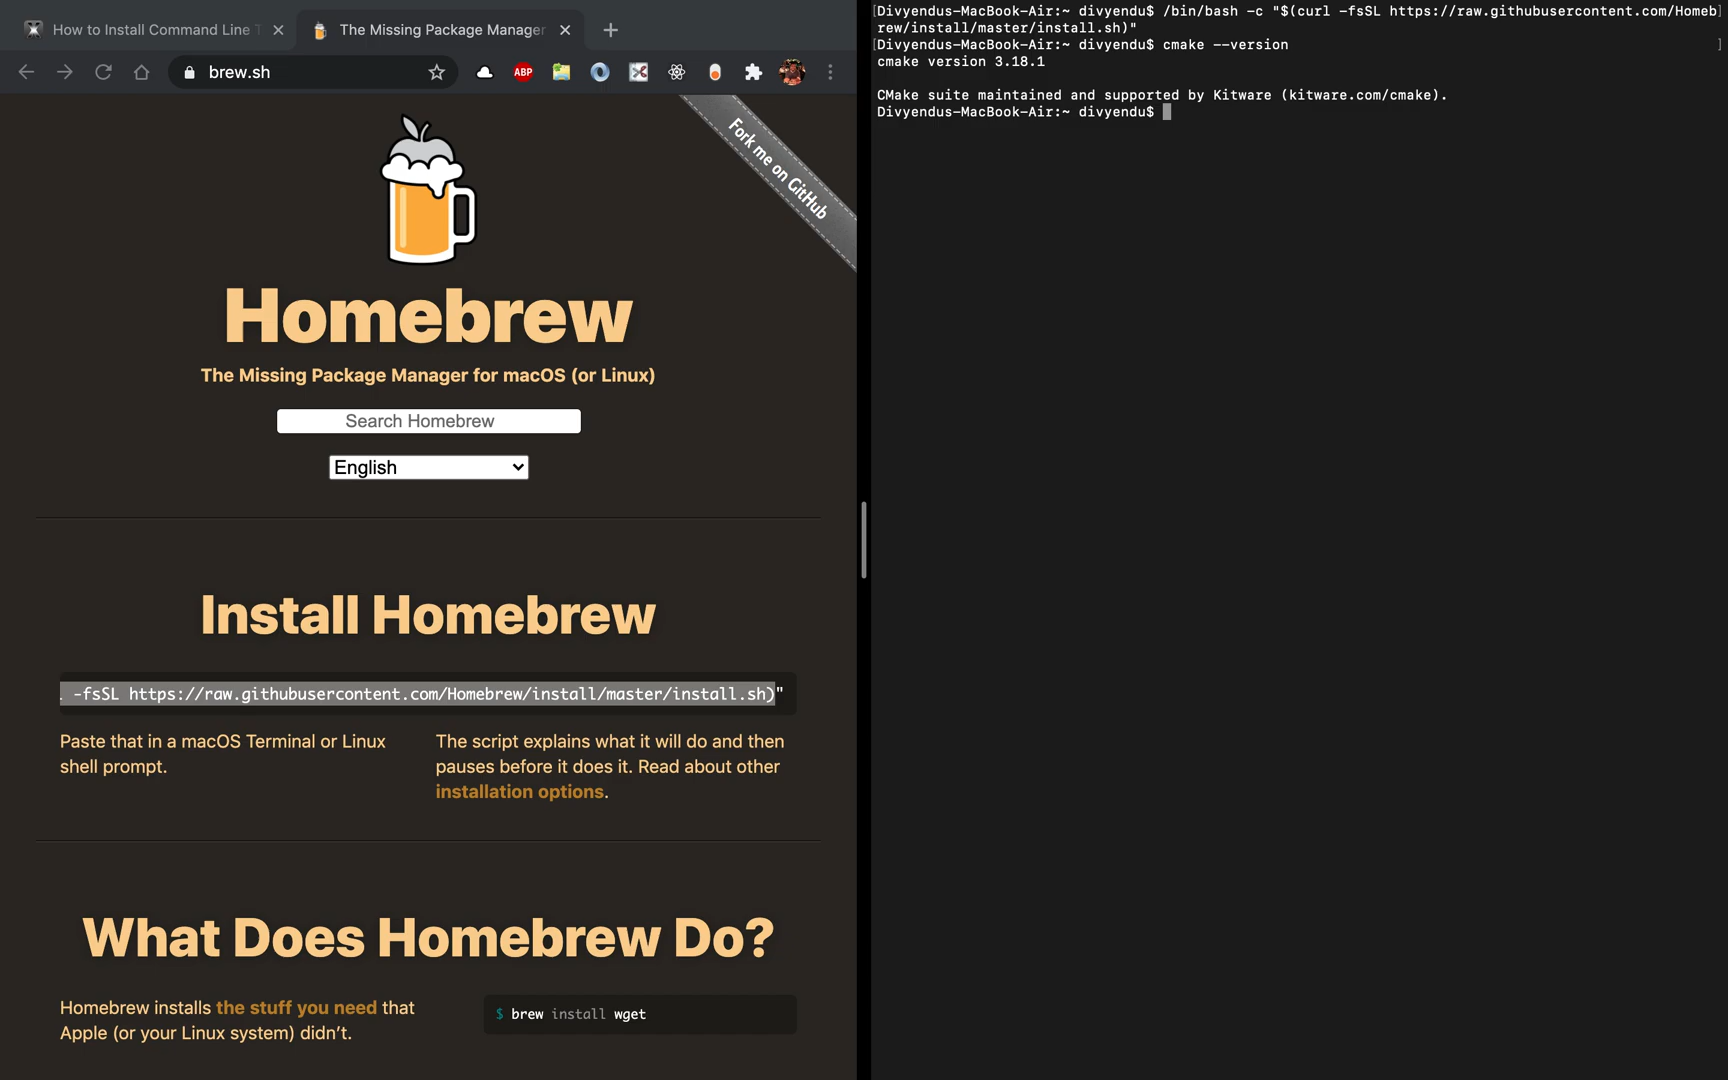 How to Install Command Line T
The Missing Package Manager
brew.sh
ABP
Fork me on GitHub
Homebrew
The Missing Package Manager for macOS (or Linux)
Search Homebrew
English
Install Homebrew
-fsSL https://raw.githubusercontent.com/Homebrew/install/master/install.sh)"
Paste that in a macOS Terminal or Linux
shell prompt.
The script explains what it will do and then
pauses before it does it. Read about other
installation options.
What Does Homebrew Do?
Homebrew installs the stuff you need that
Apple (or your Linux system) didn’t.
$ brew install wget
[Divyendus-MacBook-Air:~ divyendu$ /bin/bash -c "$(curl -fsSL https://raw.githubusercontent.com/Homeb]
rew/install/master/install.sh)"
[Divyendus-MacBook-Air:~ divyendu$ cmake --version ]
cmake version 3.18.1
CMake suite maintained and supported by Kitware (kitware.com/cmake).
Divyendus-MacBook-Air:~ divyendu$